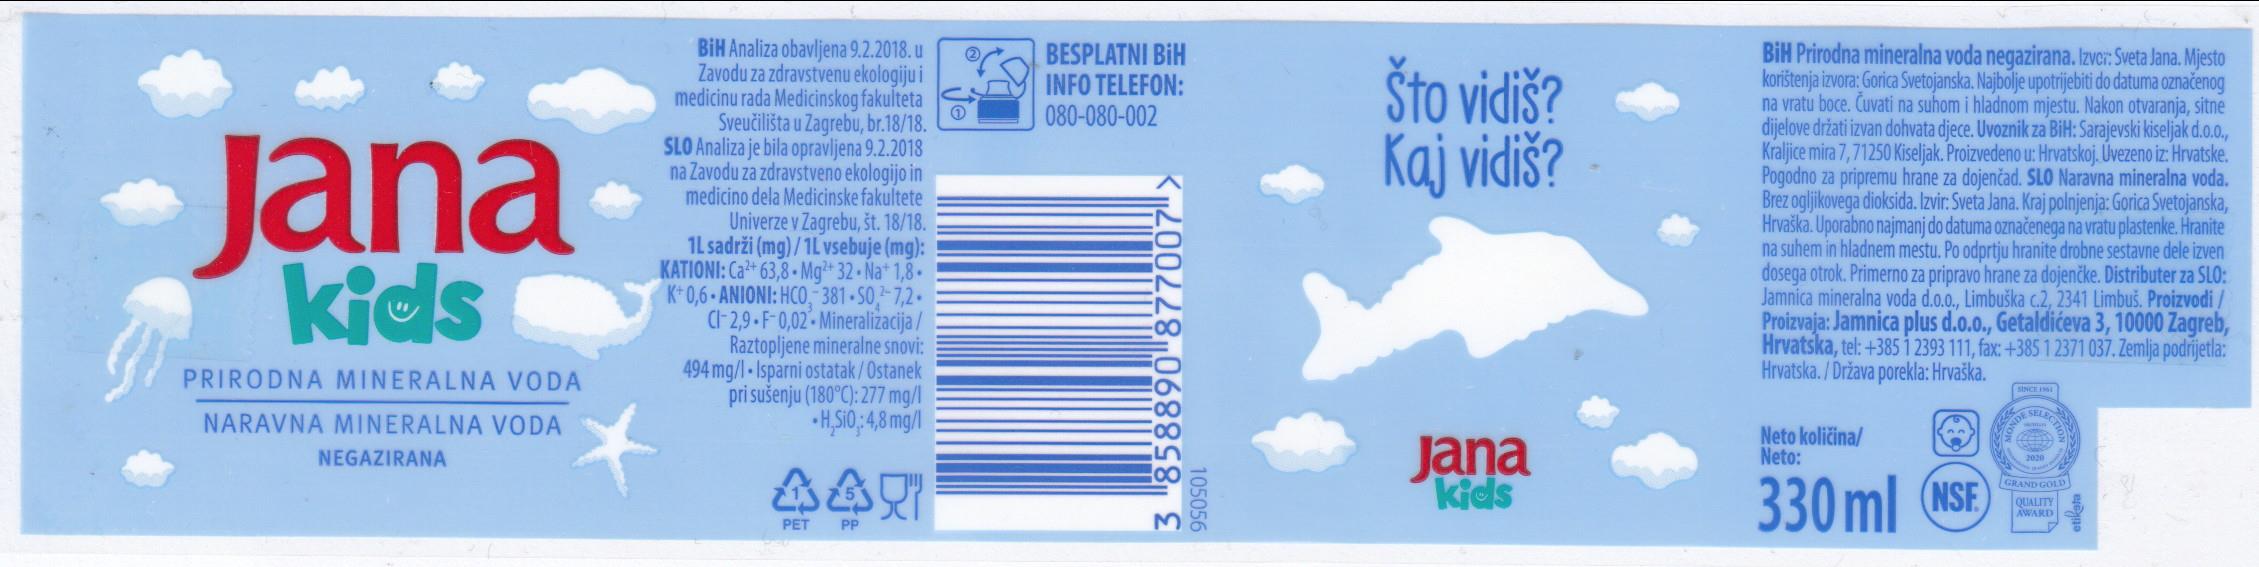 Jana
kids
PRIRODNA MINERALNA VODA
NARAVNA MINERALNA VODA
NEGAZIRANA
BiH Analiza obavljena 9.2.2018. u
Zavodu za zdravstvenu ekologiju i
medicinu rada Medicinskog fakulteta
Sveučilišta u Zagrebu, br.18/18.
SLO Analiza je bila opravljena 9.2.2018
na Zavodu za zdravstveno ekologijo in
medicino dela Medicinske fakultete
Univerze v Zagrebu, št. 18/18.
1L sadrži (mg) / 1L vsebuje (mg):
KATIONI: Ca²⁺ 63,8 • Mg²⁺ 32 • Na⁺ 1,8 •
K⁺ 0,6 • ANIONI: HCO₃⁻ 381 • SO₄²⁻ 7,2 •
Cl⁻ 2,9 • F⁻ 0,02 • Mineralizacija /
Raztopljene mineralne snovi:
494 mg/l • Isparni ostatak / Ostanek
pri sušenju (180°C): 277 mg/l
• H₂SiO₃: 4,8 mg/l
1
PET
5
PP
②
①
BESPLATNI BiH
INFO TELEFON:
080-080-002
3 858890 877007 >
105056
Što vidiš?
Kaj vidiš?
Jana
kids
BiH Prirodna mineralna voda negazirana. Izvor: Sveta Jana. Mjesto
korištenja izvora: Gorica Svetojanska. Najbolje upotrijebiti do datuma označenog
na vratu boce. Čuvati na suhom i hladnom mjestu. Nakon otvaranja, sitne
dijelove držati izvan dohvata djece. Uvoznik za BiH: Sarajevski kiseljak d.o.o.,
Kraljice mira 7, 71250 Kiseljak. Proizvedeno u: Hrvatskoj. Uvezeno iz: Hrvatske.
Pogodno za pripremu hrane za dojenčad. SLO Naravna mineralna voda.
Brez ogljikovega dioksida. Izvir: Sveta Jana. Kraj polnjenja: Gorica Svetojanska,
Hrvaška. Uporabno najmanj do datuma označenega na vratu plastenke. Hranite
na suhem in hladnem mestu. Po odprtju hranite drobne sestavne dele izven
dosega otrok. Primerno za pripravo hrane za dojenčke. Distributer za SLO:
Jamnica mineralna voda d.o.o., Limbuška c.2, 2341 Limbuš. Proizvodi /
Proizvaja: Jamnica plus d.o.o., Getaldićeva 3, 10000 Zagreb,
Hrvatska, tel: +385 1 2393 111, fax: +385 1 2371 037. Zemlja podrijetla:
Hrvatska. / Država porekla: Hrvaška.
Neto količina/
Neto:
330 ml
NSF®
SINCE 1961
MONDE SELECTION
2020
GRAND GOLD
QUALITY
AWARD
etiketa